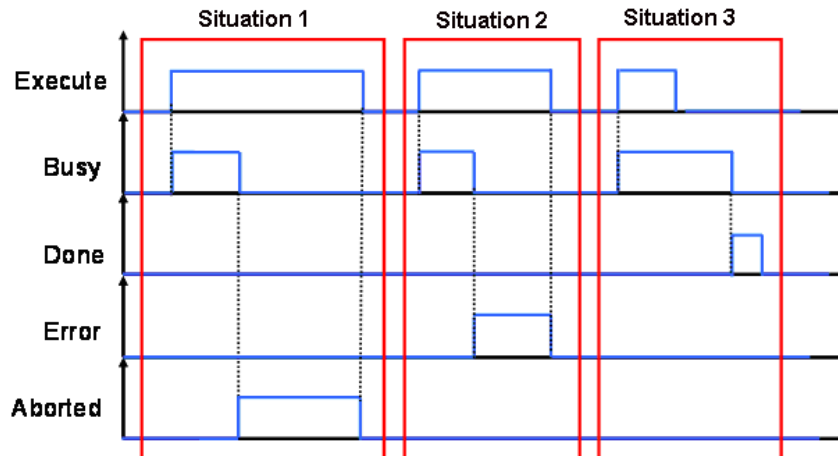 Situation 1
Situation 2
Situation 3
Execute
Busy
Done
Error
Aborted